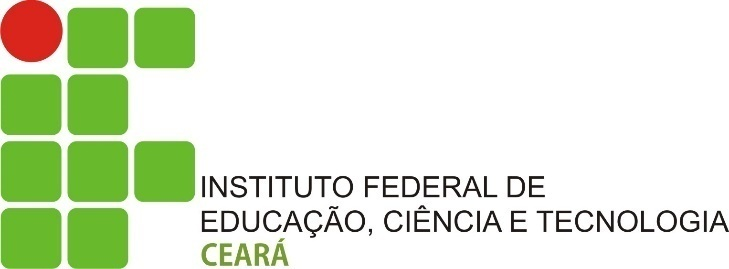 INSTITUTO FEDERAL DE
EDUCAÇÃO, CIÊNCIA E TECNOLOGIA
CEARÁ